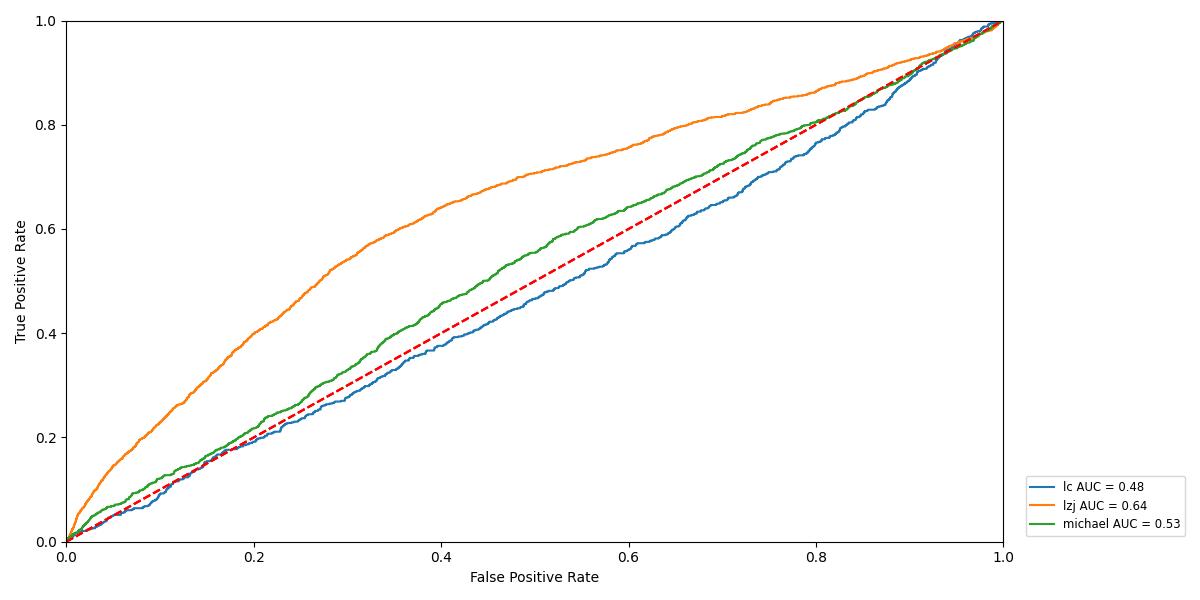 True Positive Rate
1.0
0.8
0.6
0.4
0.2
0.0
0.0 0.2 0.4 0.6 0.8 1.0
False Positive Rate
lc AUC = 0.48
lzj AUC = 0.64
michael AUC = 0.53